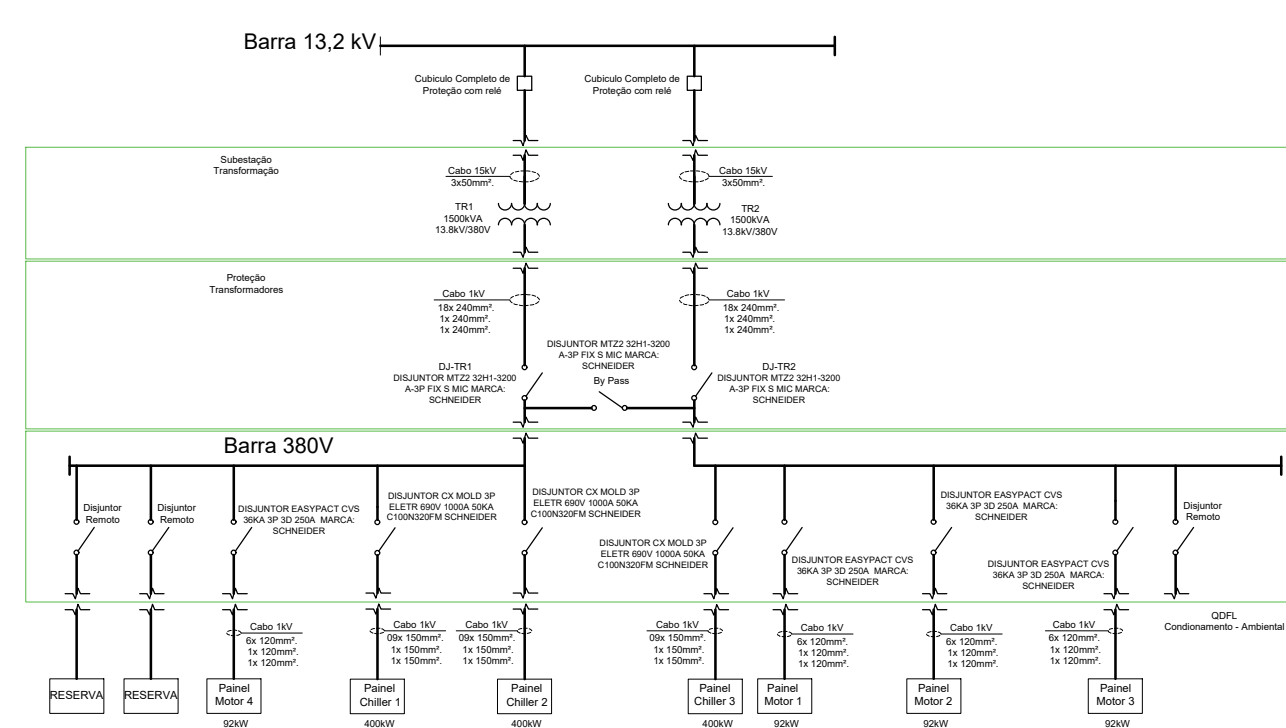 Barra 13,2 kV
Cubiculo Completo de
Proteção com relé
Cubiculo Completo de
Proteção com relé
Subestação
Transformação
Cabo 15kV
3x50mm².
Cabo 15kV
3x50mm².
TR1
1500kVA
13.8kV/380V
TR2
1500kVA
13.8kV/380V
Proteção
Transformadores
Cabo 1kV
18x 240mm².
1x 240mm².
1x 240mm².
Cabo 1kV
18x 240mm².
1x 240mm².
1x 240mm².
DISJUNTOR MTZ2 32H1-3200
A-3P FIX S MIC MARCA:
SCHNEIDER
By Pass
DJ-TR1
DISJUNTOR MTZ2 32H1-3200
A-3P FIX S MIC MARCA:
SCHNEIDER
DJ-TR2
DISJUNTOR MTZ2 32H1-3200
A-3P FIX S MIC MARCA:
SCHNEIDER
Barra 380V
Disjuntor
Remoto
Disjuntor
Remoto
DISJUNTOR EASYPACT CVS
36KA 3P 3D 250A MARCA:
SCHNEIDER
DISJUNTOR CX MOLD 3P
ELETR 690V 1000A 50KA
C100N320FM SCHNEIDER
DISJUNTOR CX MOLD 3P
ELETR 690V 1000A 50KA
C100N320FM SCHNEIDER
DISJUNTOR CX MOLD 3P
ELETR 690V 1000A 50KA
C100N320FM SCHNEIDER
DISJUNTOR EASYPACT CVS
36KA 3P 3D 250A MARCA:
SCHNEIDER
DISJUNTOR EASYPACT CVS
36KA 3P 3D 250A MARCA:
SCHNEIDER
DISJUNTOR EASYPACT CVS
36KA 3P 3D 250A MARCA:
SCHNEIDER
Disjuntor
Remoto
QDFL
Condionamento - Ambiental
Cabo 1kV
6x 120mm².
1x 120mm².
1x 120mm².
Cabo 1kV
09x 150mm².
1x 150mm².
1x 150mm².
Cabo 1kV
09x 150mm².
1x 150mm².
1x 150mm².
Cabo 1kV
09x 150mm².
1x 150mm².
1x 150mm².
Cabo 1kV
6x 120mm².
1x 120mm².
1x 120mm².
Cabo 1kV
6x 120mm².
1x 120mm².
1x 120mm².
Cabo 1kV
6x 120mm².
1x 120mm².
1x 120mm².
RESERVA
RESERVA
Painel
Motor 4
92kW
Painel
Chiller 1
400kW
Painel
Chiller 2
400kW
Painel
Chiller 3
400kW
Painel
Motor 1
92kW
Painel
Motor 2
92kW
Painel
Motor 3
92kW